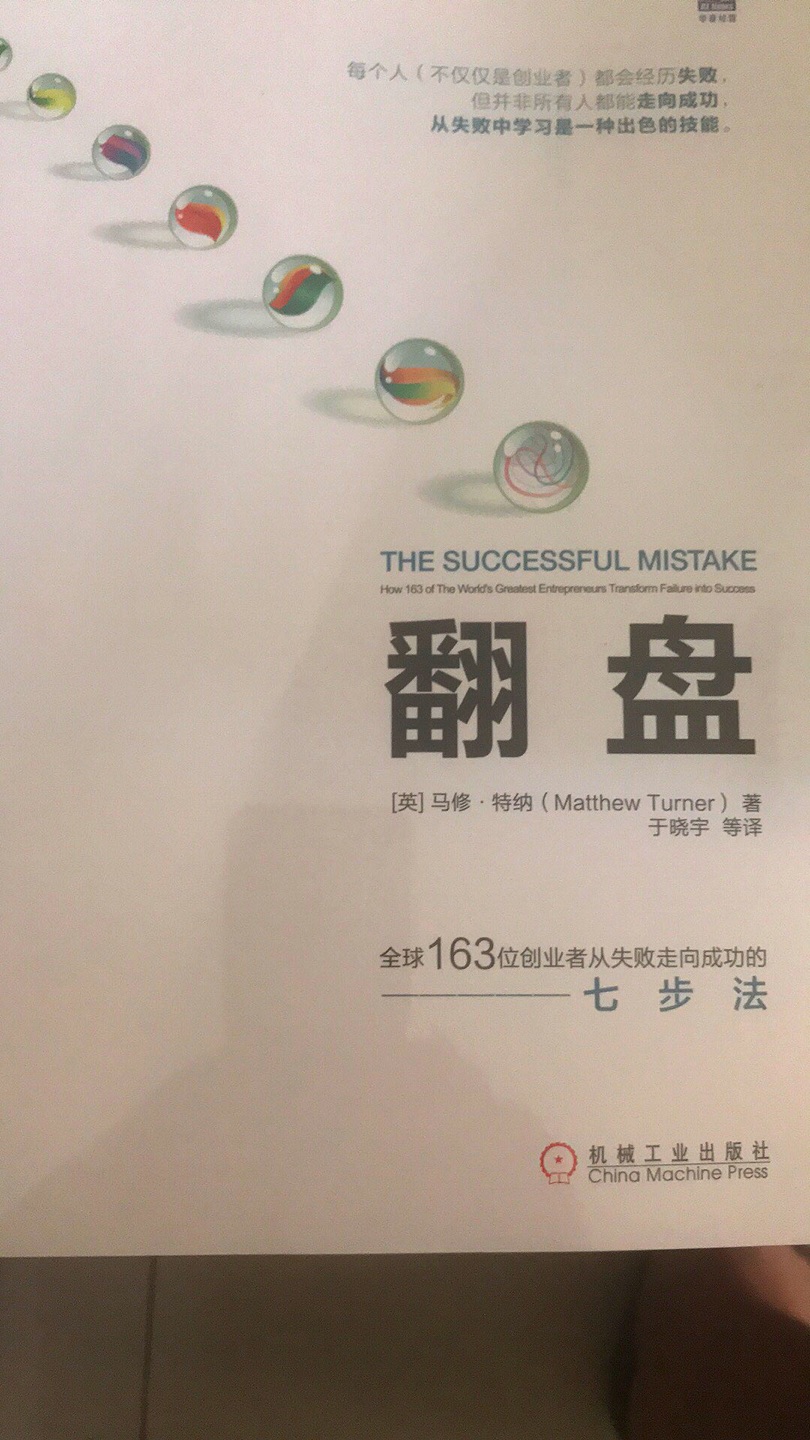 华章经管
每个人（不仅仅是创业者）都会经历失败，
但并非所有人都能走向成功，
从失败中学习是一种出色的技能。
THE SUCCESSFUL MISTAKE
How 163 of The World's Greatest Entrepreneurs Transform Failure into Success
翻 盘
[英] 马修·特纳（Matthew Turner） 著
于晓宇 等译
全球163位创业者从失败走向成功的
七 步 法
机械工业出版社
China Machine Press